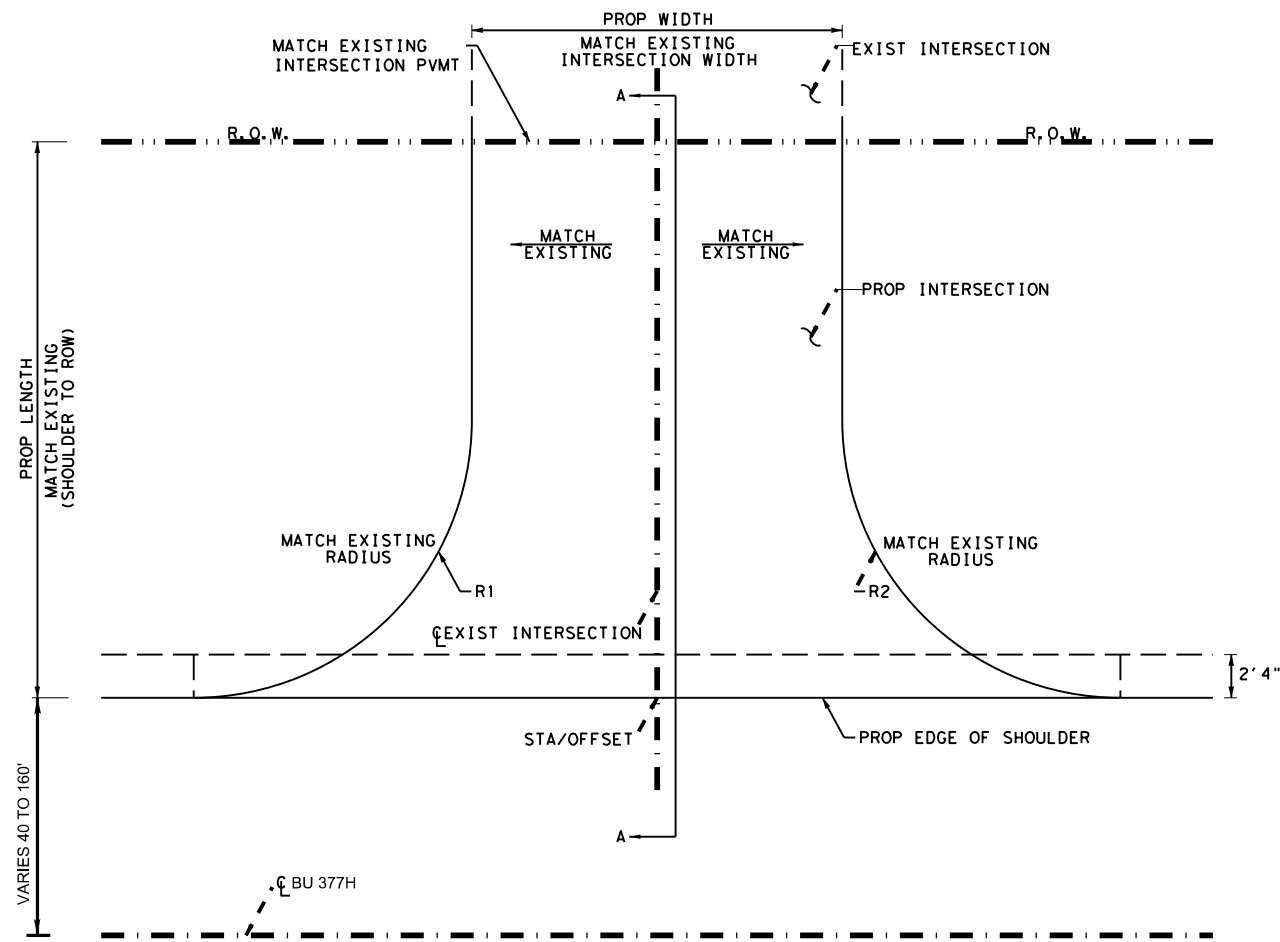 PROP WIDTH
MATCH EXISTING
INTERSECTION WIDTH
MATCH EXISTING
INTERSECTION PVMT
EXIST INTERSECTION
A
R.O.W.
R.O.W.
MATCH
EXISTING
MATCH
EXISTING
PROP INTERSECTION
PROP LENGTH
MATCH EXISTING
(SHOULDER TO ROW)
MATCH EXISTING
RADIUS
R1
MATCH EXISTING
RADIUS
R2
℄EXIST INTERSECTION
2'4"
STA/OFFSET
PROP EDGE OF SHOULDER
VARIES 40 TO 160'
A
℄ BU 377H